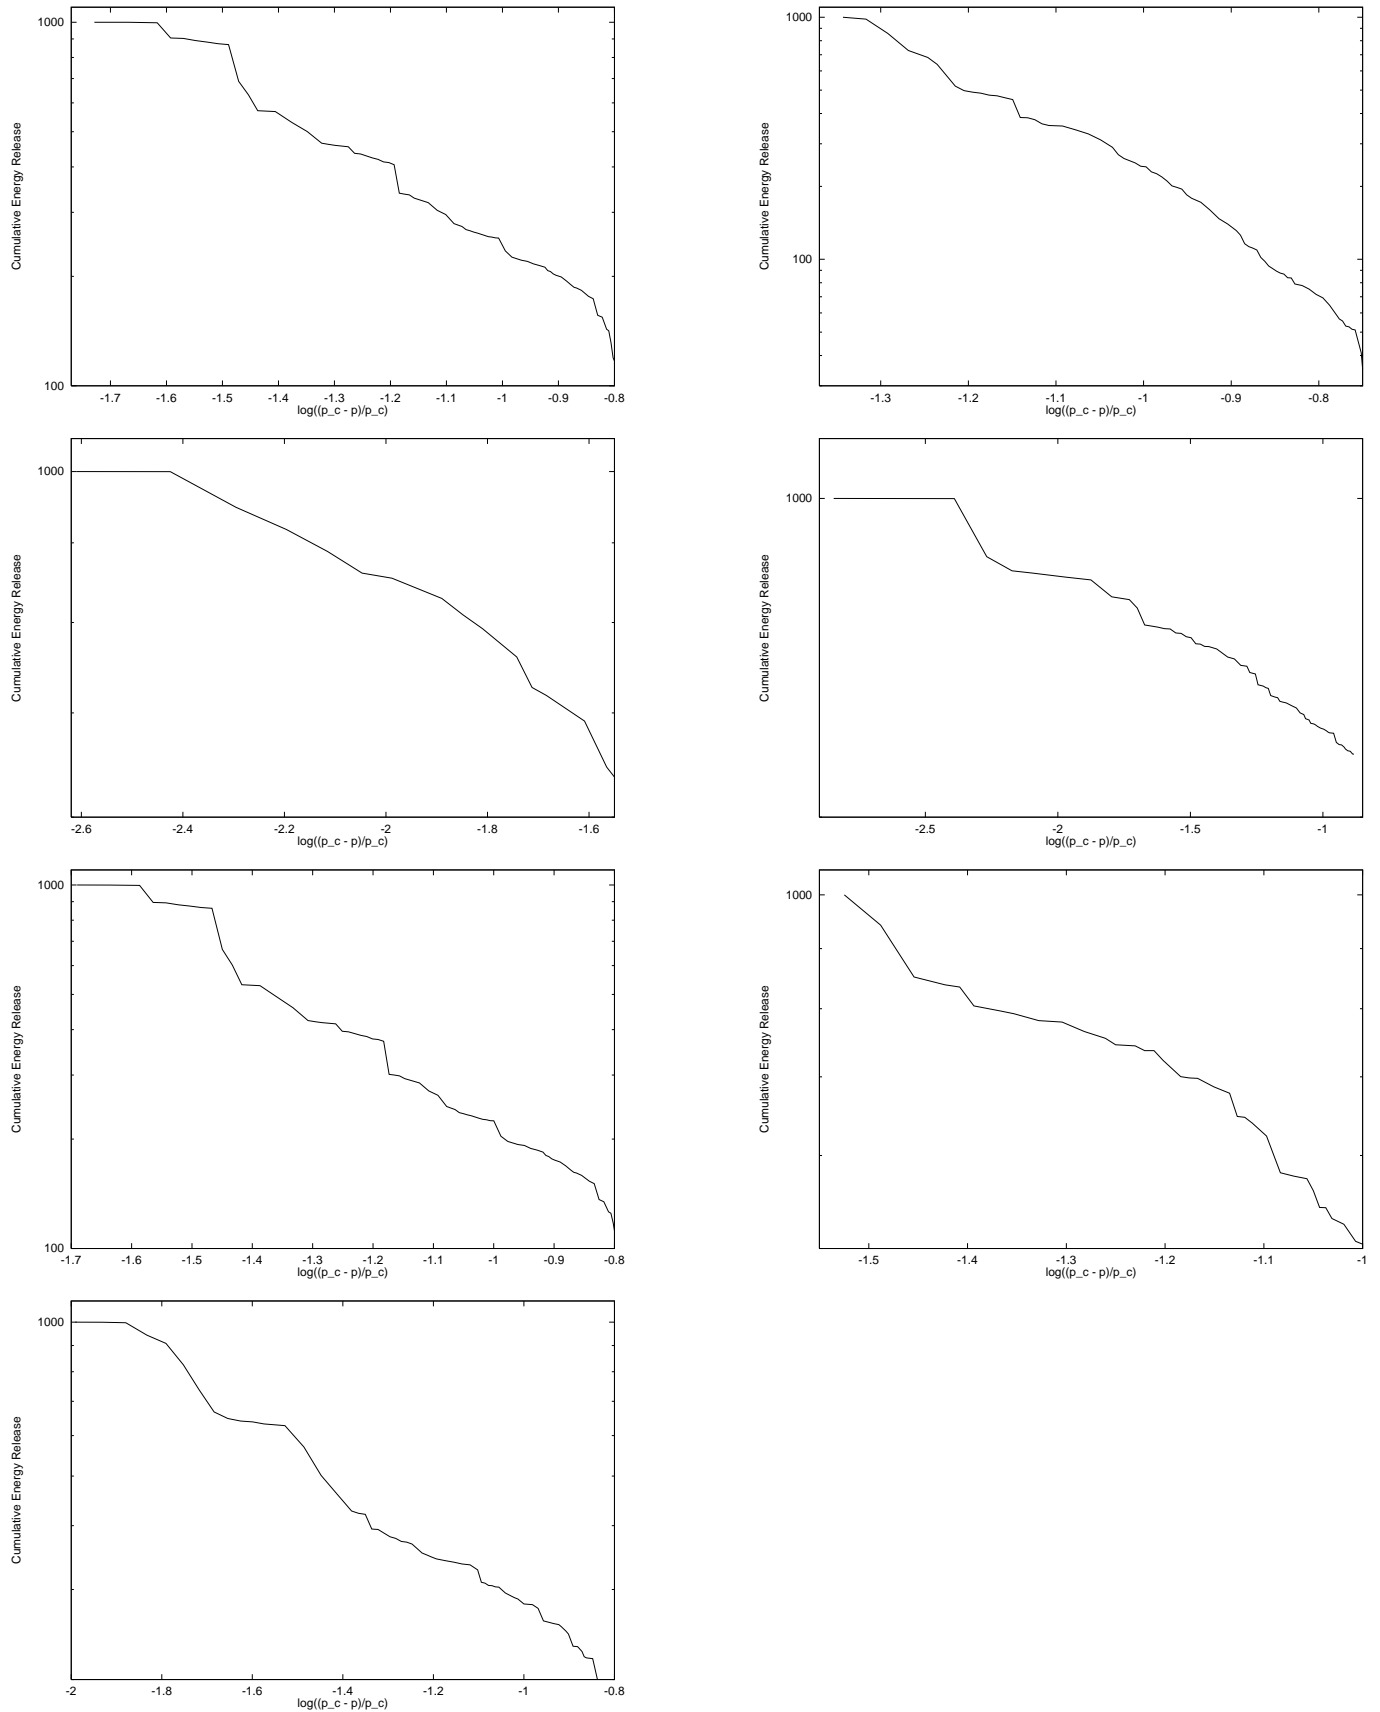 1000
100
Cumulative Energy Release
-1.7 -1.6 -1.5 -1.4 -1.3 -1.2 -1.1 -1 -0.9 -0.8
log((p_c - p)/p_c)
1000
100
Cumulative Energy Release
-1.3 -1.2 -1.1 -1 -0.9 -0.8
log((p_c - p)/p_c)
1000
Cumulative Energy Release
-2.6 -2.4 -2.2 -2 -1.8 -1.6
log((p_c - p)/p_c)
1000
Cumulative Energy Release
-2.5 -2 -1.5 -1
log((p_c - p)/p_c)
1000
100
Cumulative Energy Release
-1.7 -1.6 -1.5 -1.4 -1.3 -1.2 -1.1 -1 -0.9 -0.8
log((p_c - p)/p_c)
1000
Cumulative Energy Release
-1.5 -1.4 -1.3 -1.2 -1.1 -1
log((p_c - p)/p_c)
1000
Cumulative Energy Release
-2 -1.8 -1.6 -1.4 -1.2 -1 -0.8
log((p_c - p)/p_c)